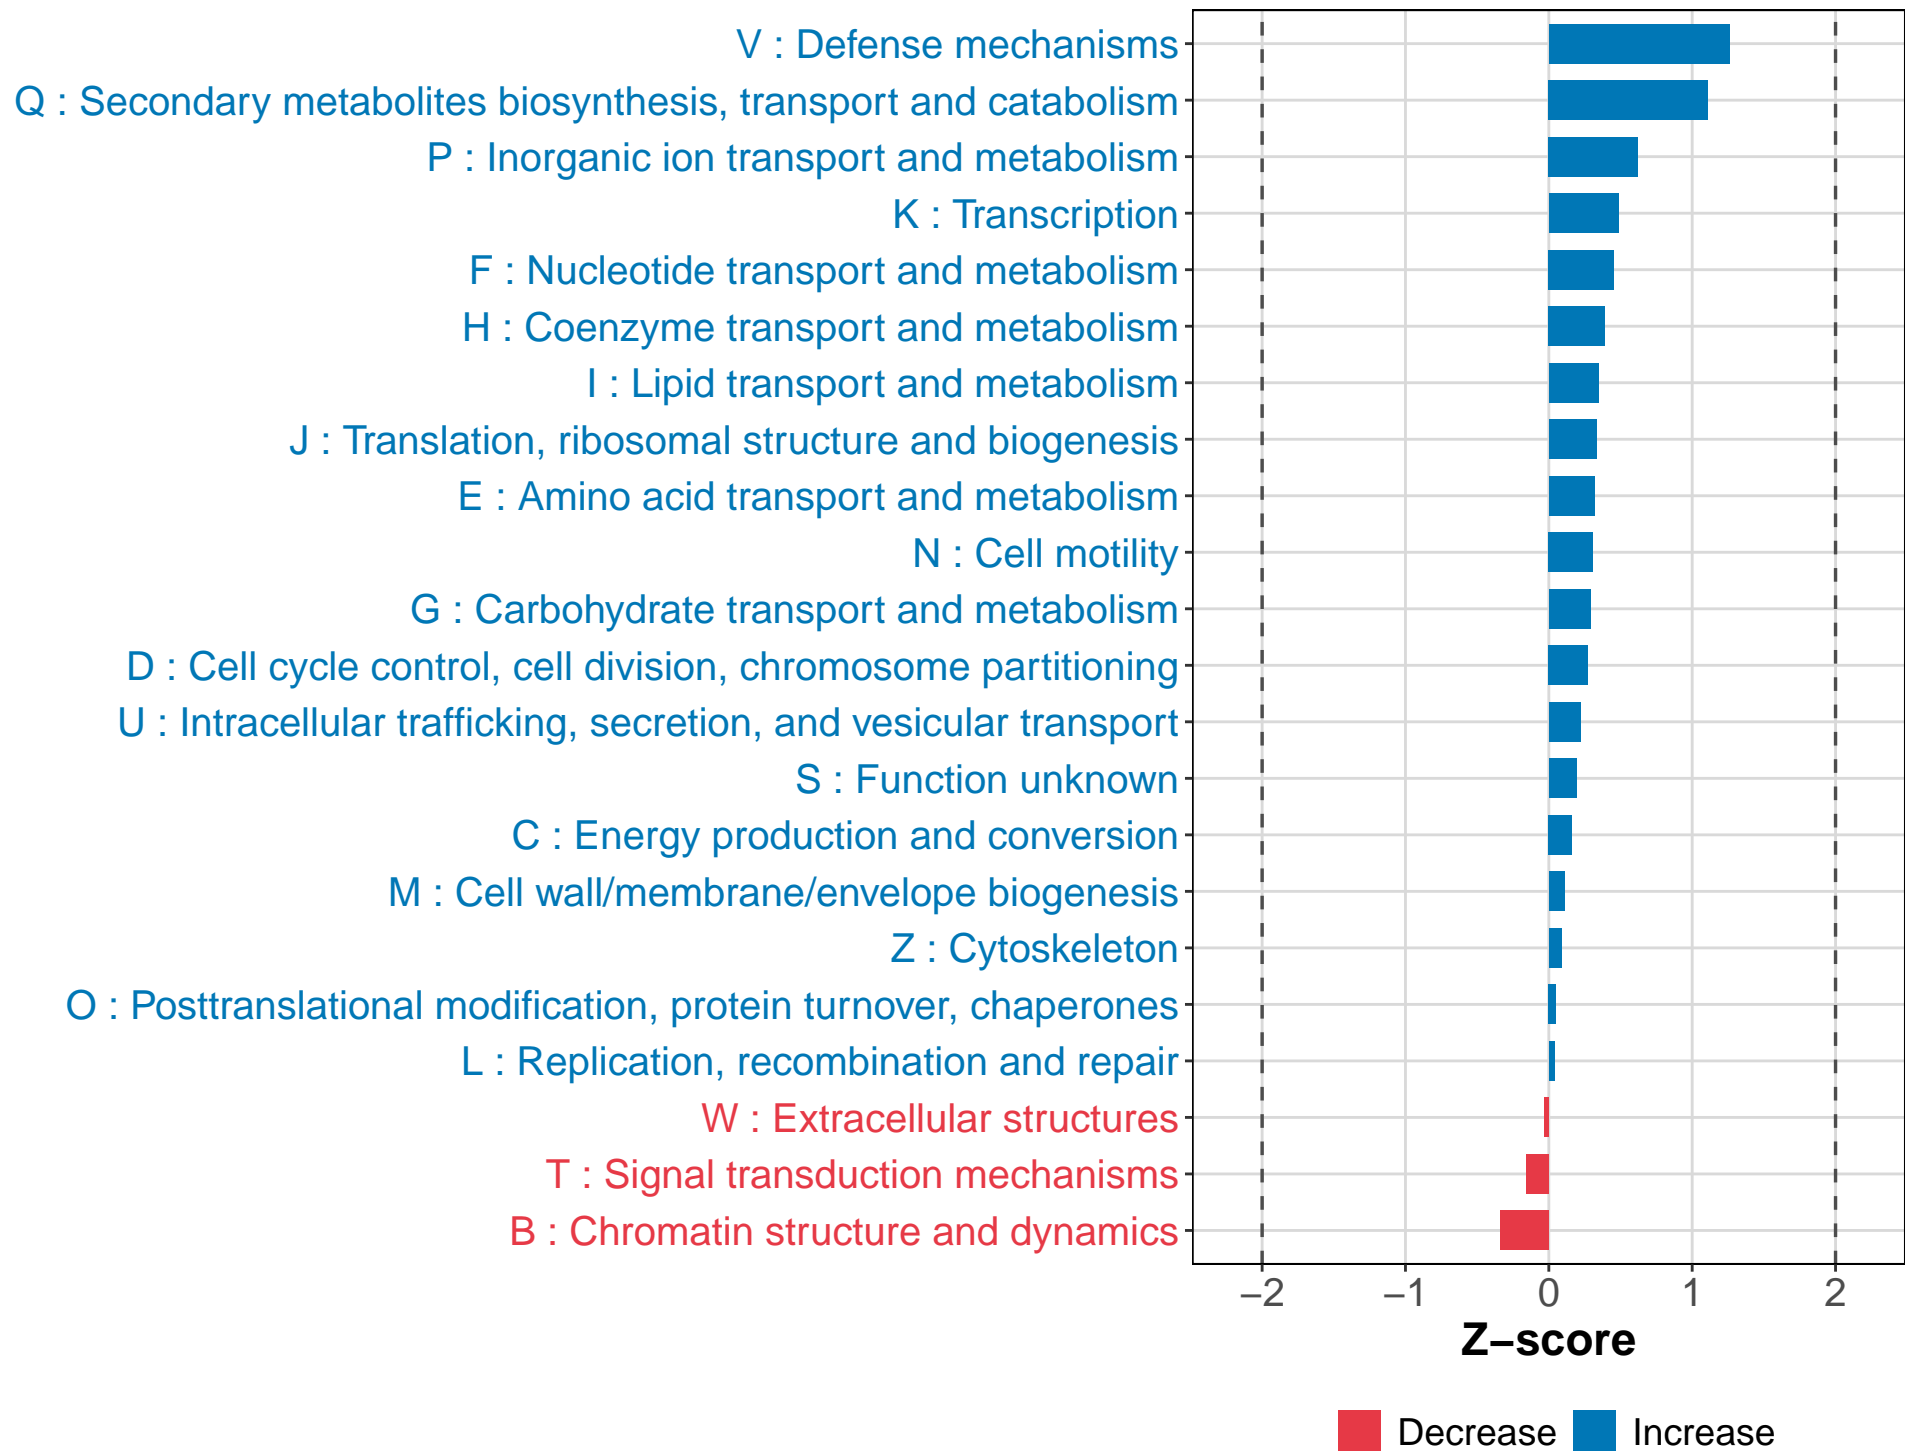 V : Defense mechanisms
Q : Secondary metabolites biosynthesis, transport and catabolism
P : Inorganic ion transport and metabolism
K : Transcription
F : Nucleotide transport and metabolism
H : Coenzyme transport and metabolism
I : Lipid transport and metabolism
J : Translation, ribosomal structure and biogenesis
E : Amino acid transport and metabolism
N : Cell motility
G : Carbohydrate transport and metabolism
D : Cell cycle control, cell division, chromosome partitioning
U : Intracellular trafficking, secretion, and vesicular transport
S : Function unknown
C : Energy production and conversion
M : Cell wall/membrane/envelope biogenesis
Z : Cytoskeleton
O : Posttranslational modification, protein turnover, chaperones
L : Replication, recombination and repair
W : Extracellular structures
T : Signal transduction mechanisms
B : Chromatin structure and dynamics
−2 −1 0 1 2
Z−score
Decrease Increase